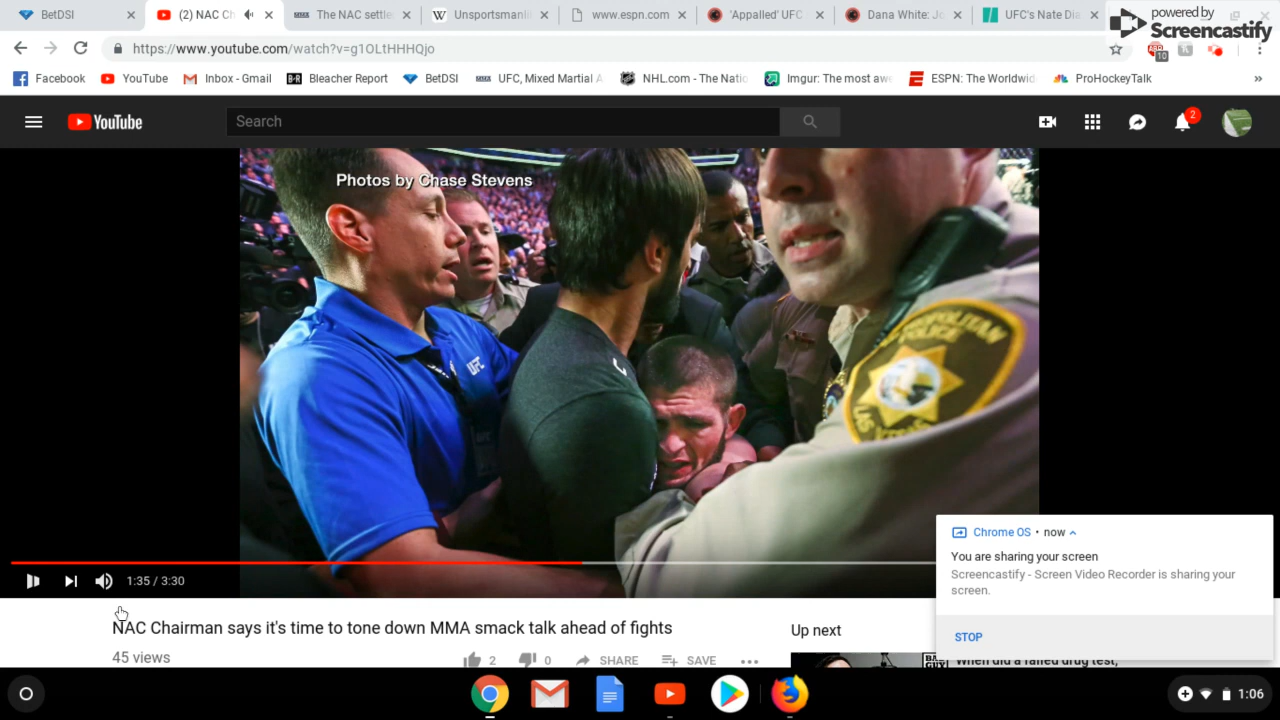 BetDSI
(2) NAC Ch
The NAC settle
Unsportsmanli
www.espn.com
'Appalled' UFC
Dana White: Jo
UFC's Nate Dia
powered by
Screencastify
https://www.youtube.com/watch?v=g1OLtHHHQjo
10
Facebook
YouTube
Inbox - Gmail
B·R
Bleacher Report
BetDSI
UFC, Mixed Martial A
NHL.com - The Natio
Imgur: The most awe
ESPN: The Worldwid
ProHockeyTalk
»
YouTube
Search
2
Photos by Chase Stevens
UFC
METROPOLITAN
POLICE
1:35 / 3:30
Chrome OS • now
You are sharing your screen
Screencastify - Screen Video Recorder is sharing your
screen.
STOP
NAC Chairman says it's time to tone down MMA smack talk ahead of fights
45 views
2
0
SHARE
SAVE
Up next
BAD
GUY
When did a failed drug test,
1:06